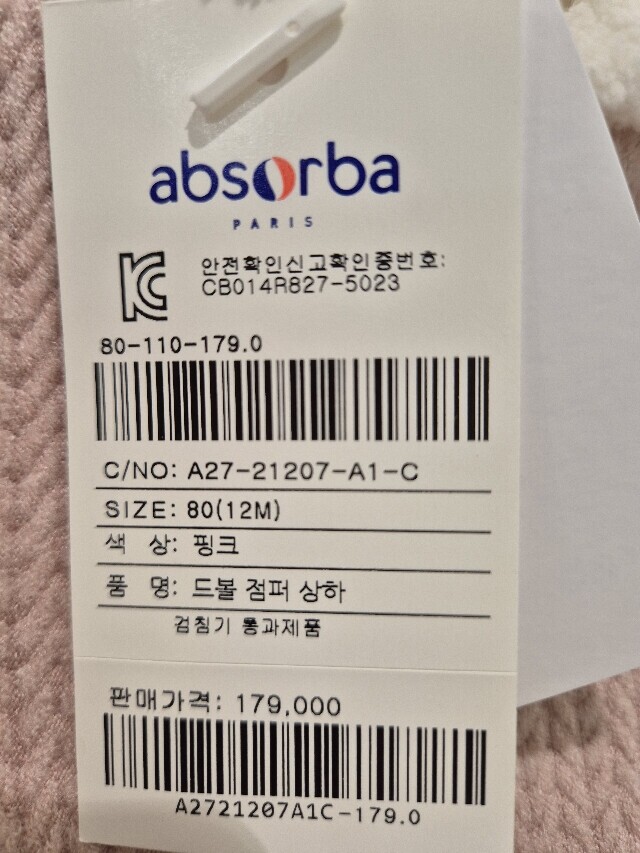 absorba
PARIS
안전확인신고확인증번호:
CB014R827-5023
80-110-179.0
C/NO: A27-21207-A1-C
SIZE: 80(12M)
색 상: 핑크
품 명: 드볼 점퍼 상하
검침기 통과제품
판매가격: 179,000
A2721207A1C-179.0